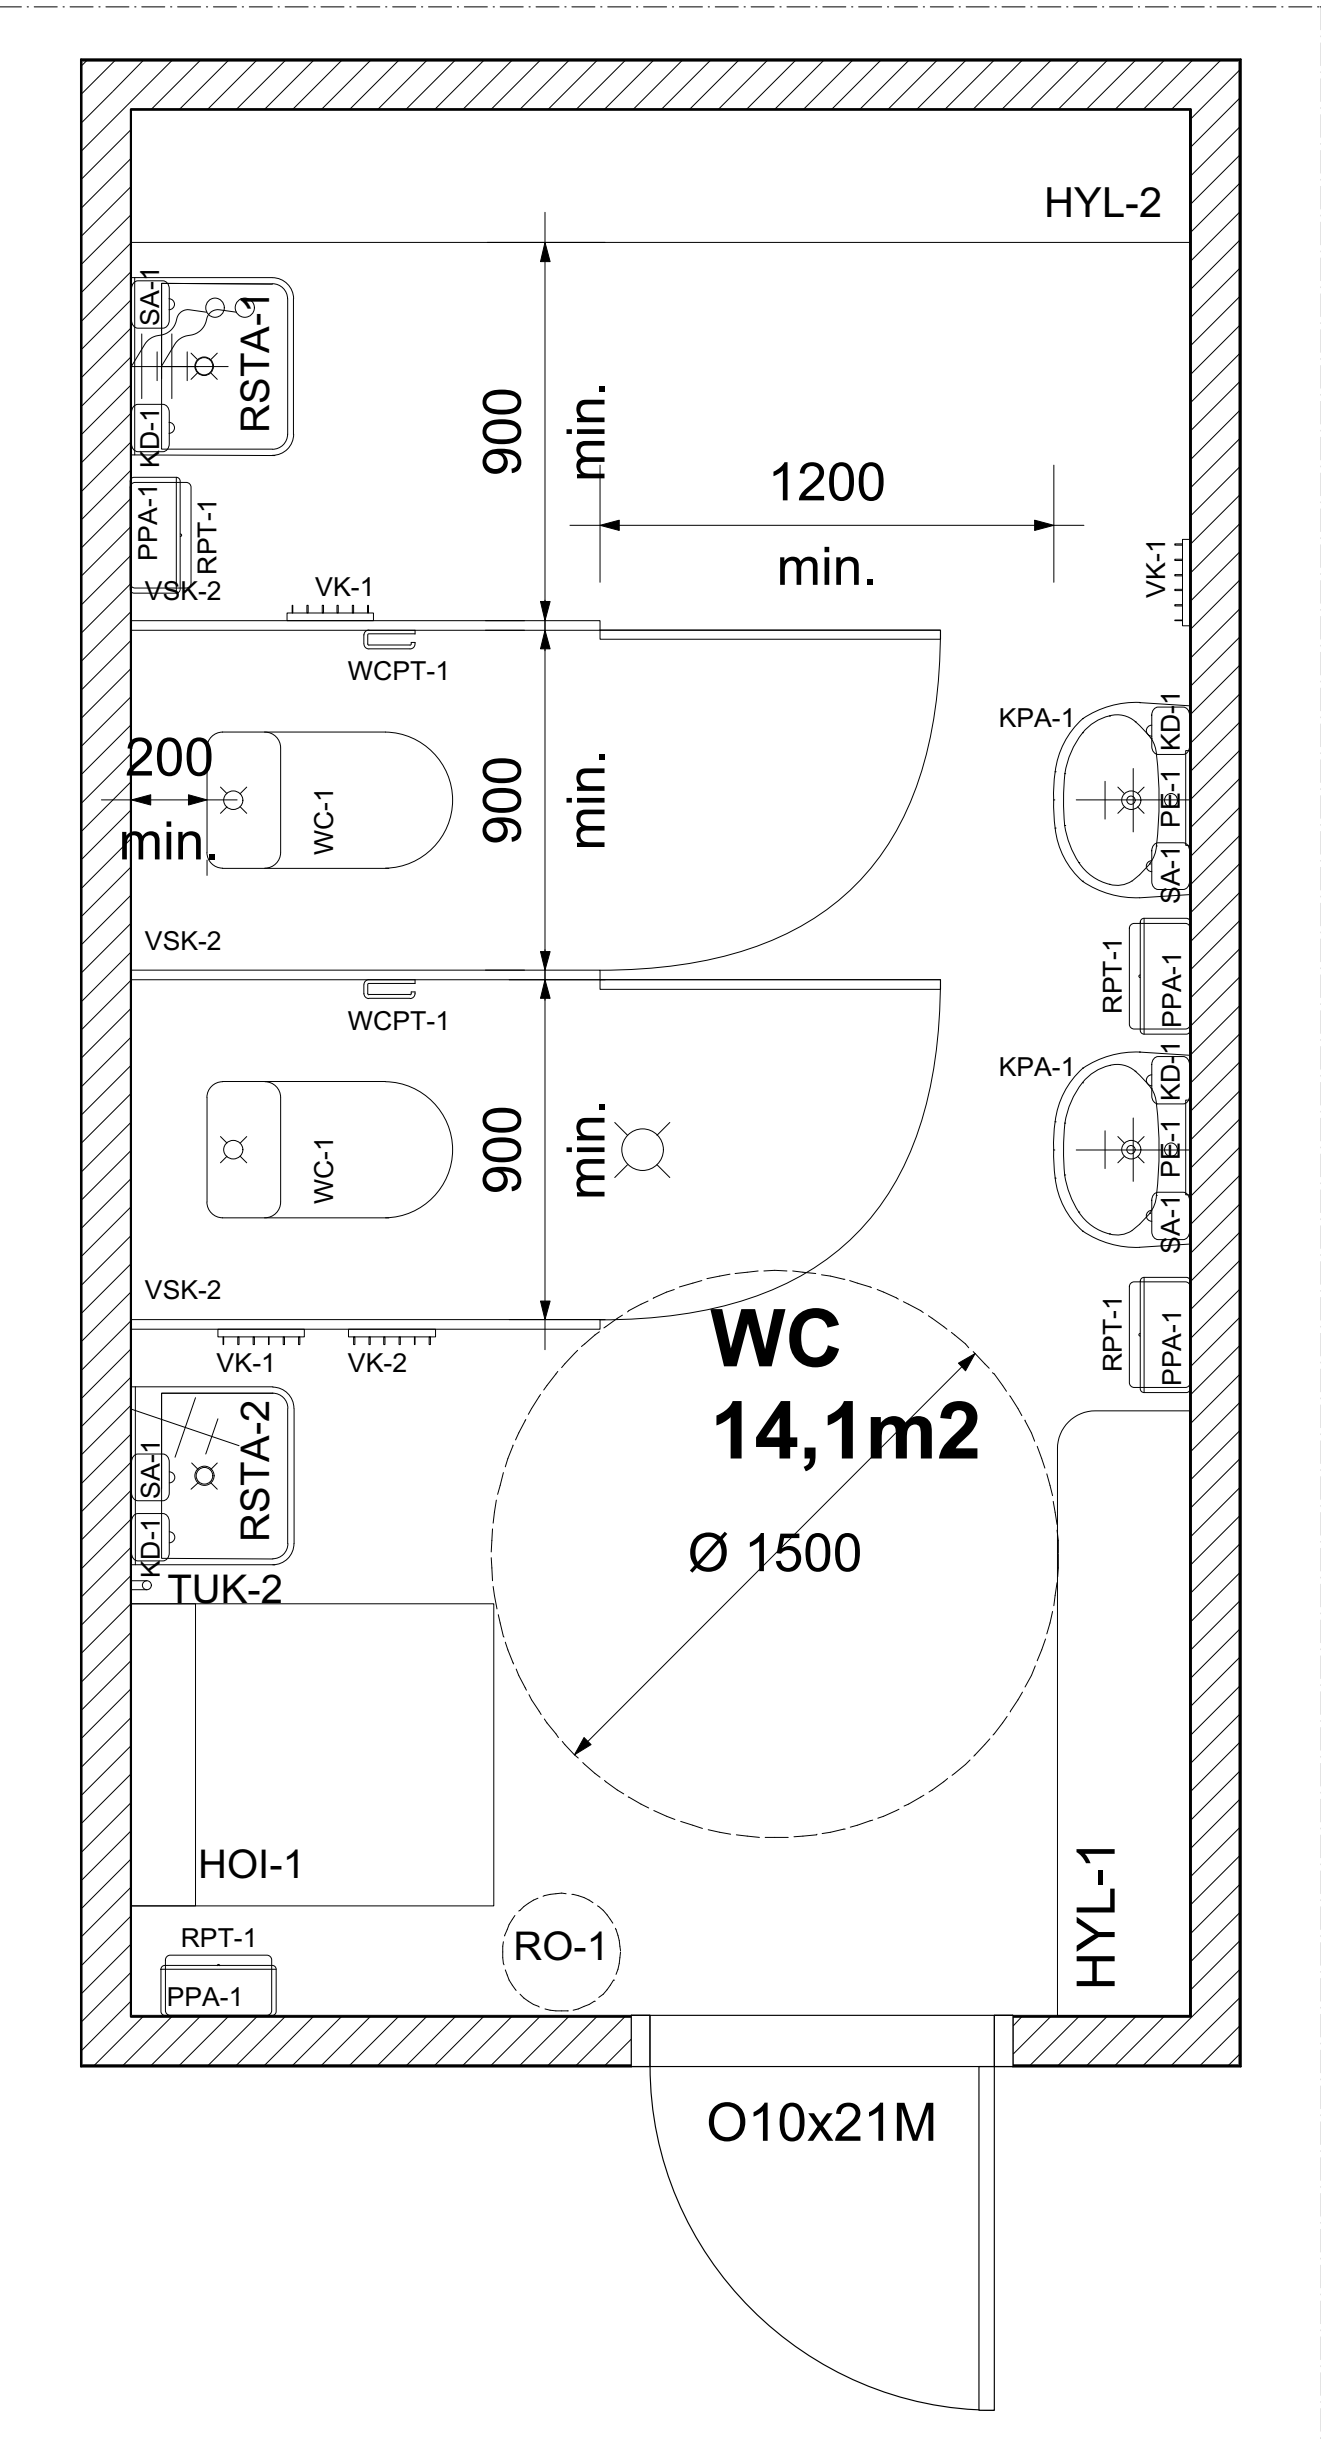 HYL-2
SA-1
RSTA-1
KD-1
900
min.
1200
min.
PPA-1
RPT-1
VSK-2
VK-1
VK-1
WCPT-1
KPA-1
KD-1
200
min.
WC-1
900
min.
PE-1
SA-1
VSK-2
RPT-1
PPA-1
WCPT-1
KPA-1
KD-1
WC-1
900
min.
PE-1
SA-1
VSK-2
VK-1
VK-2
WC
14,1m2
RPT-1
PPA-1
RSTA-2
SA-1
KD-1
TUK-2
Ø 1500
HOI-1
HYL-1
RPT-1
PPA-1
RO-1
O10x21M